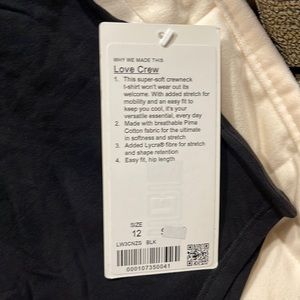 WHY WE MADE THIS
Love Crew
1. This super-soft crewneck
t-shirt won't wear out its
welcome. With added stretch for
mobility and an easy fit to
keep you cool, it's your
versatile essential, every day
2. Made with breathable Pima
Cotton fabric for the ultimate
in softness and stretch
3. Added Lycra® fibre for stretch
and shape retention
4. Easy fit, hip length
SIZE
12
LW3CNZS BLK
000107350041